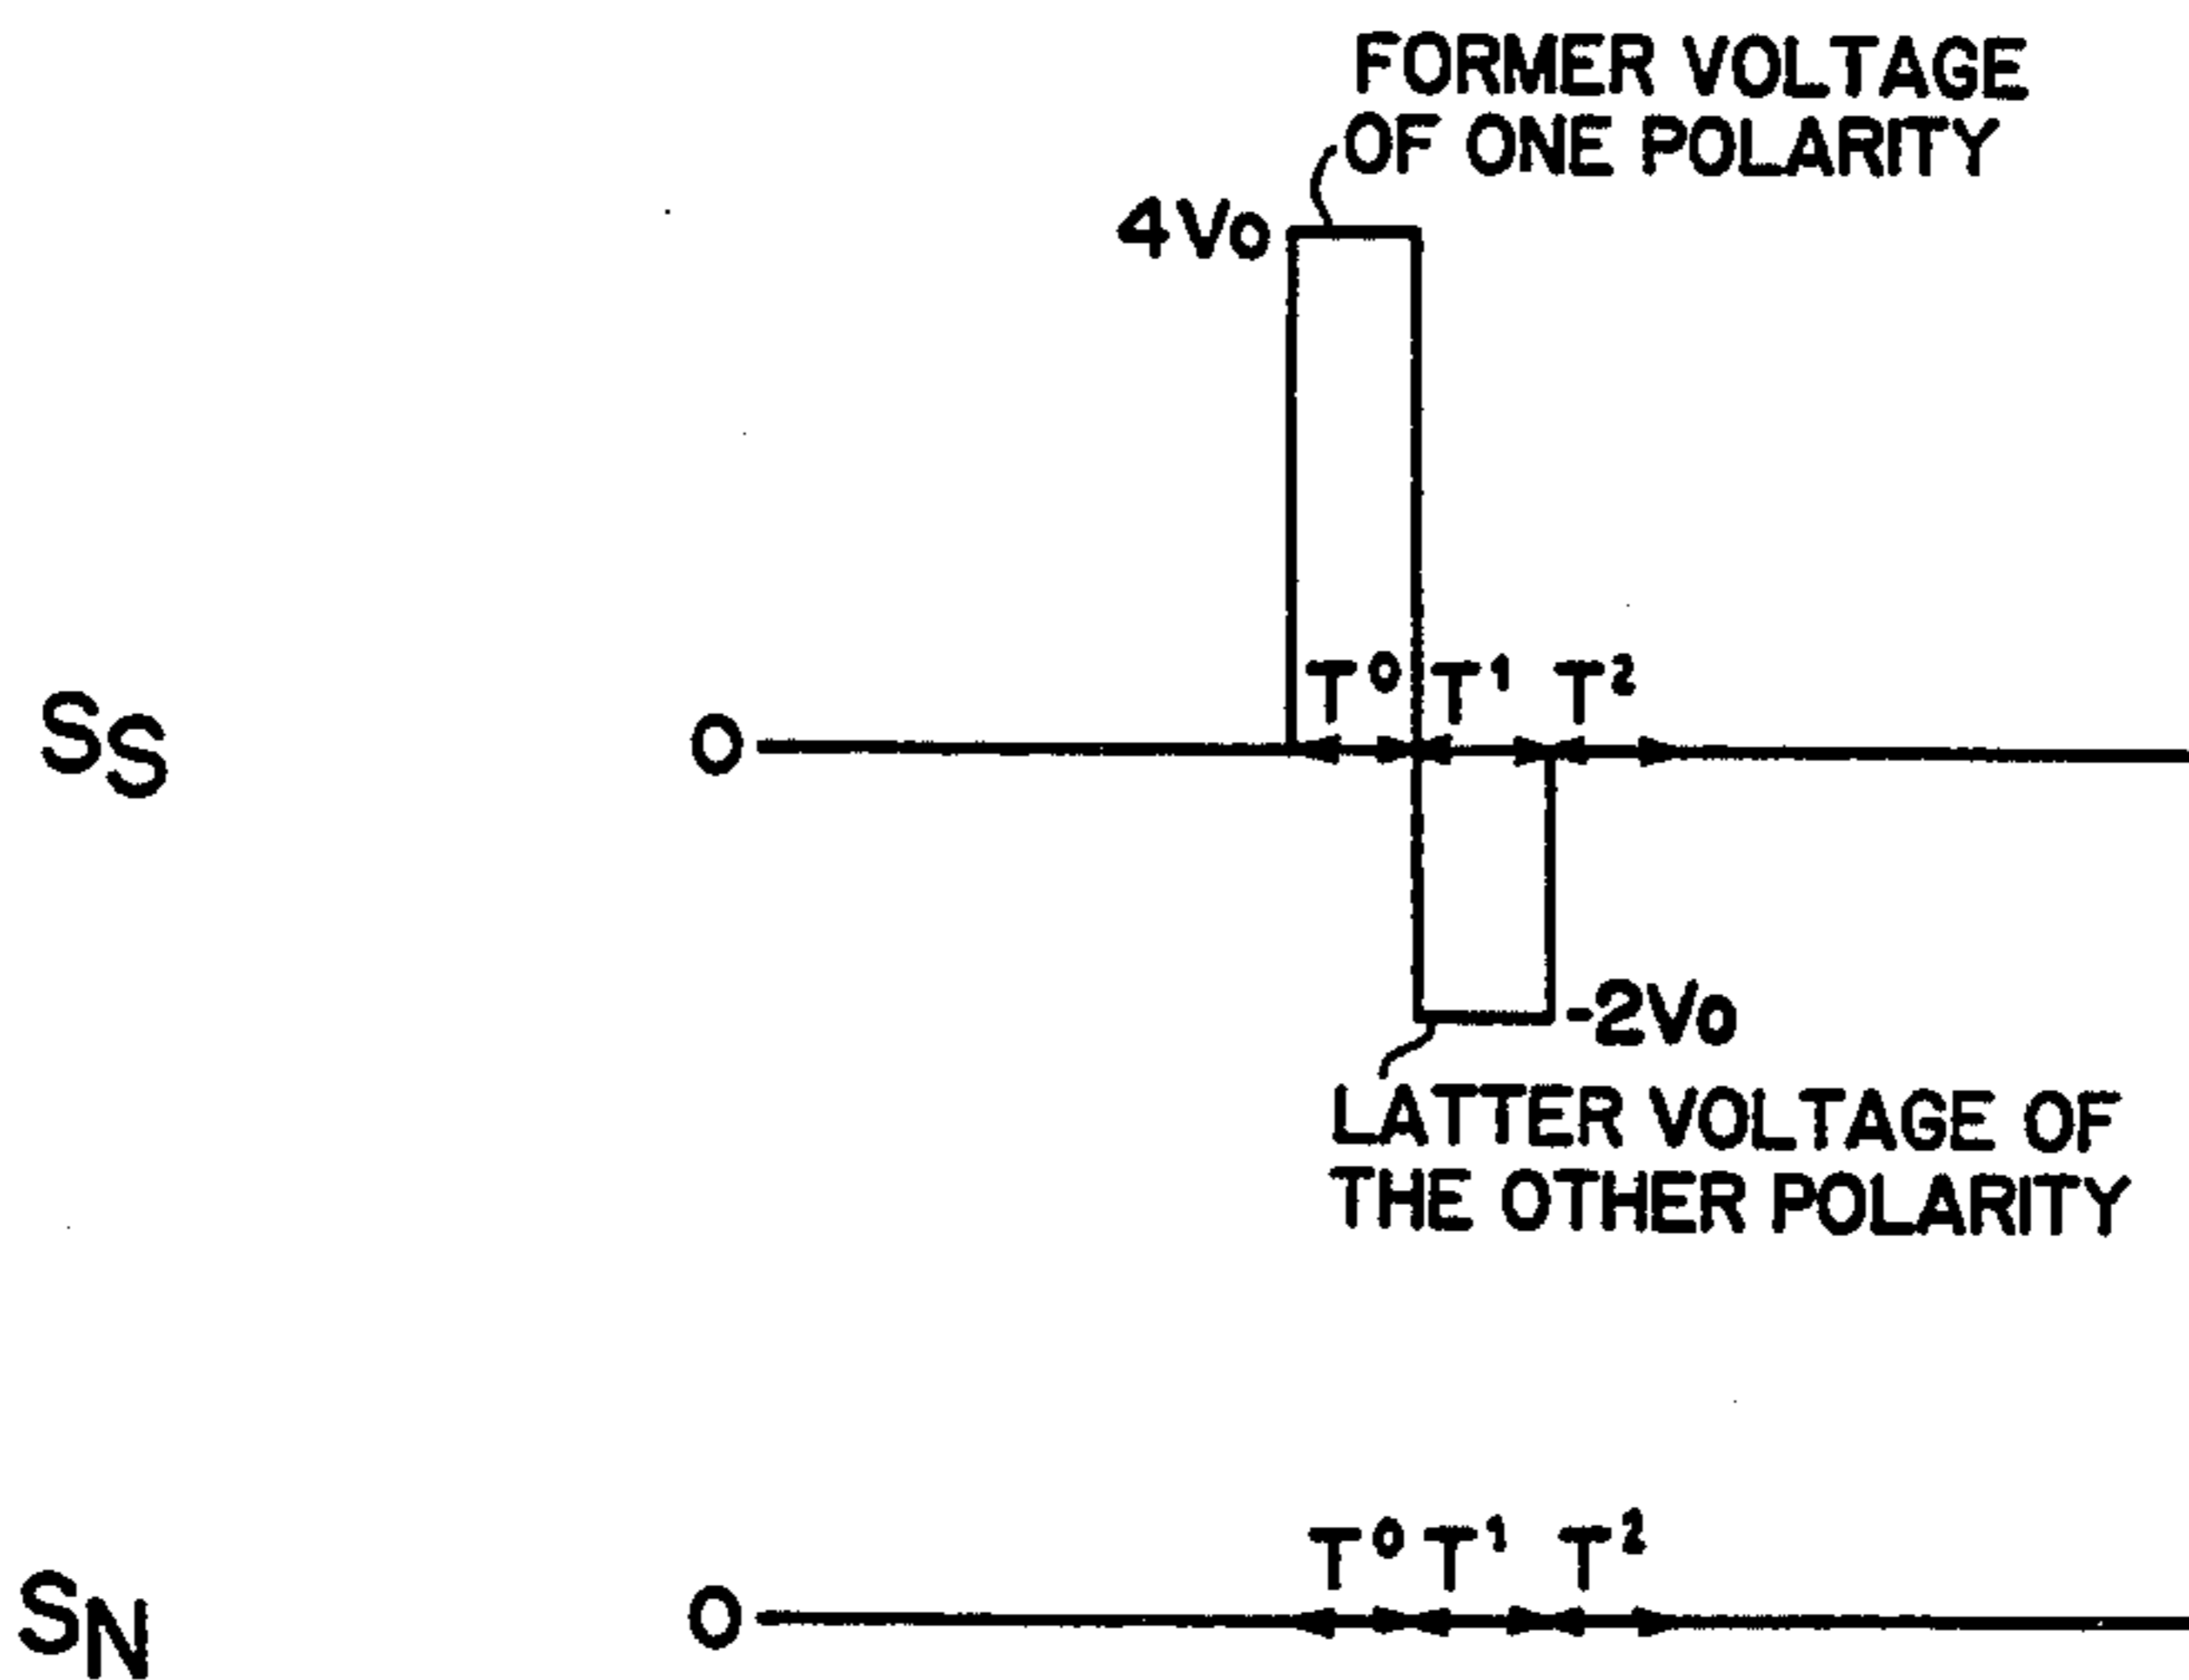 FORMER VOLTAGE
OF ONE POLARITY
4Vo
T⁰ T¹ T²
SS 0
-2Vo
LATTER VOLTAGE OF
THE OTHER POLARITY
T⁰ T¹ T²
SN 0